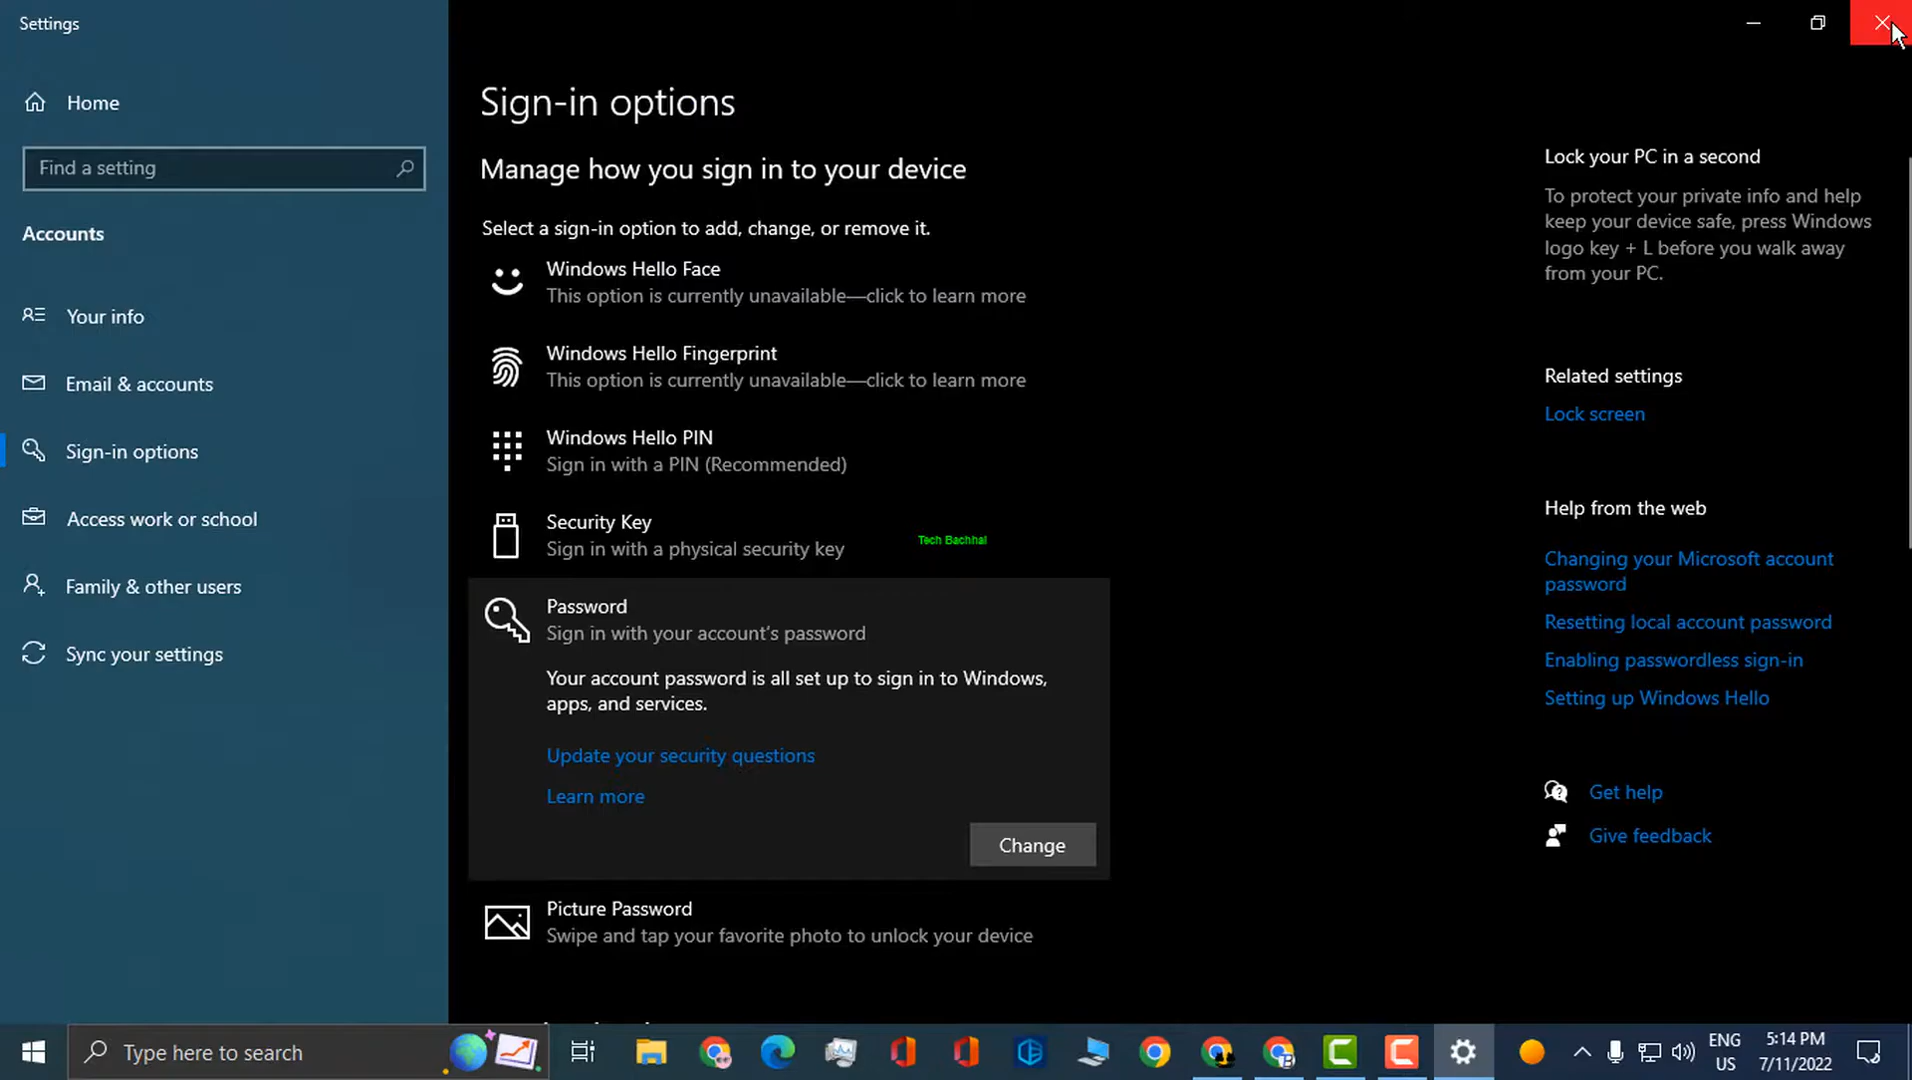 Settings
Home
Find a setting
Accounts
Your info
Email & accounts
Sign-in options
Access work or school
Family & other users
Sync your settings
Sign-in options
Manage how you sign in to your device
Select a sign-in option to add, change, or remove it.
Windows Hello Face
This option is currently unavailable—click to learn more
Windows Hello Fingerprint
This option is currently unavailable—click to learn more
Windows Hello PIN
Sign in with a PIN (Recommended)
Security Key
Sign in with a physical security key
Tech Bachhal
Password
Sign in with your account's password
Your account password is all set up to sign in to Windows,
apps, and services.
Update your security questions
Learn more
Change
Picture Password
Swipe and tap your favorite photo to unlock your device
Lock your PC in a second
To protect your private info and help
keep your device safe, press Windows
logo key + L before you walk away
from your PC.
Related settings
Lock screen
Help from the web
Changing your Microsoft account
password
Resetting local account password
Enabling passwordless sign-in
Setting up Windows Hello
Get help
Give feedback
Type here to search
ENG
US
5:14 PM
7/11/2022